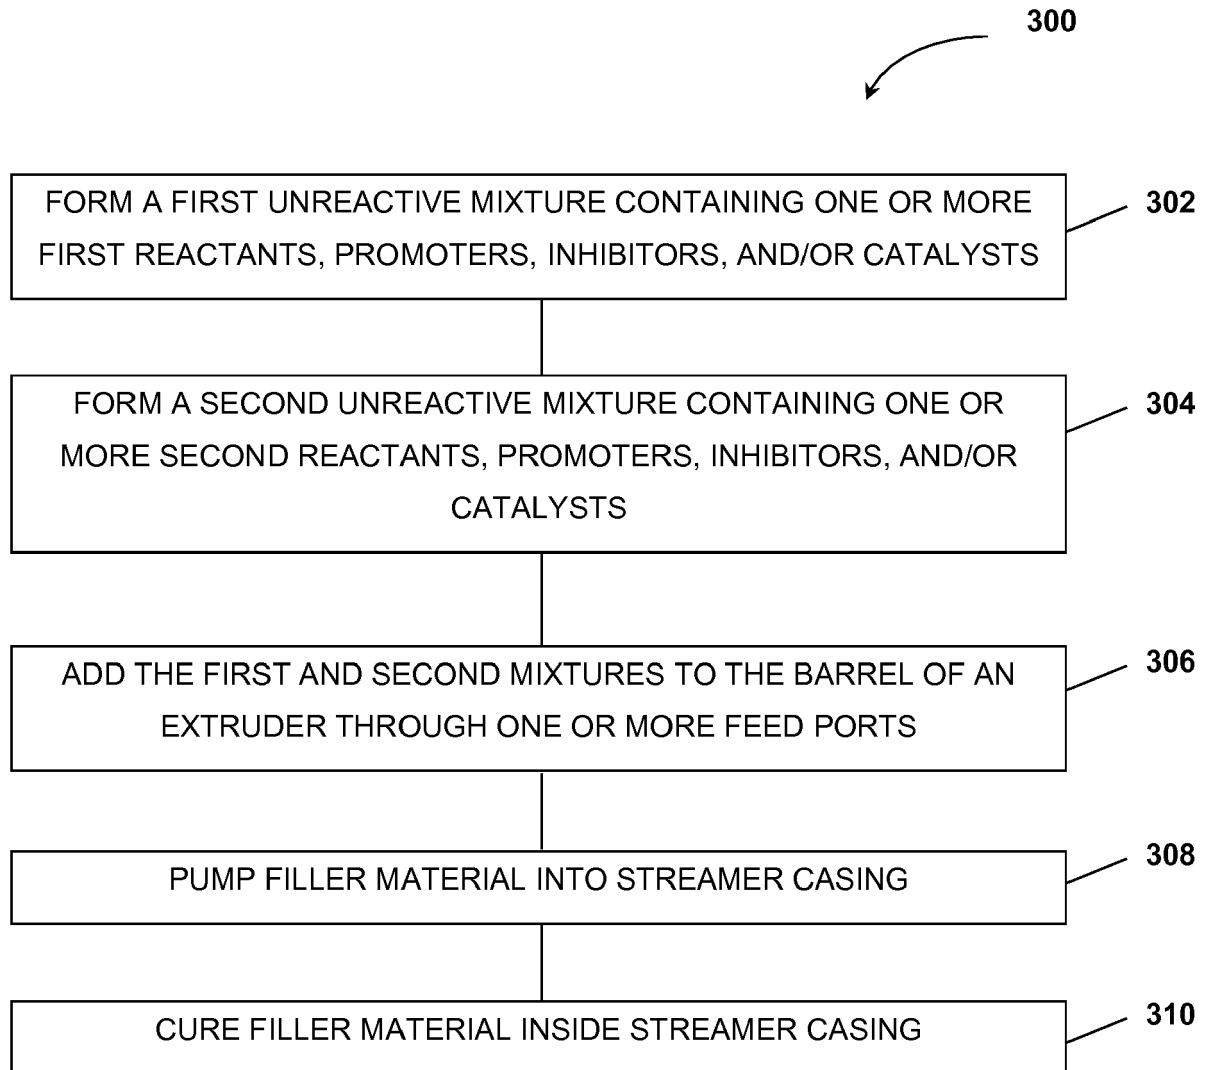 300
FORM A FIRST UNREACTIVE MIXTURE CONTAINING ONE OR MORE
FIRST REACTANTS, PROMOTERS, INHIBITORS, AND/OR CATALYSTS
302
FORM A SECOND UNREACTIVE MIXTURE CONTAINING ONE OR
MORE SECOND REACTANTS, PROMOTERS, INHIBITORS, AND/OR
CATALYSTS
304
ADD THE FIRST AND SECOND MIXTURES TO THE BARREL OF AN
EXTRUDER THROUGH ONE OR MORE FEED PORTS
306
PUMP FILLER MATERIAL INTO STREAMER CASING
308
CURE FILLER MATERIAL INSIDE STREAMER CASING
310